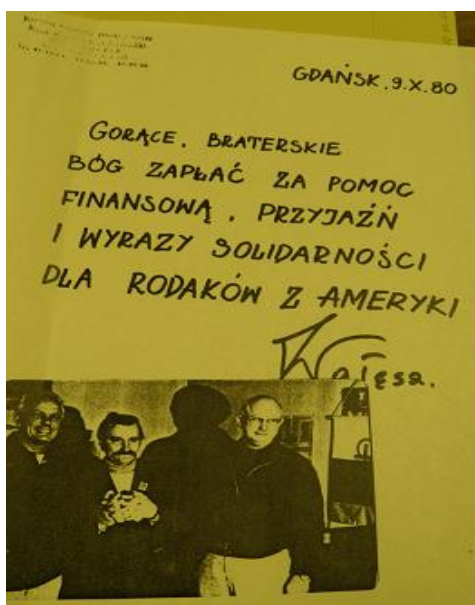 GDAŃSK. 9.X.80
GORĄCE, BRATERSKIE
BÓG ZAPŁAĆ ZA POMOC
FINANSOWĄ, PRZYJAŹŃ
I WYRAZY SOLIDARNOŚCI
DLA RODAKÓW Z AMERYKI
Wałęsa.